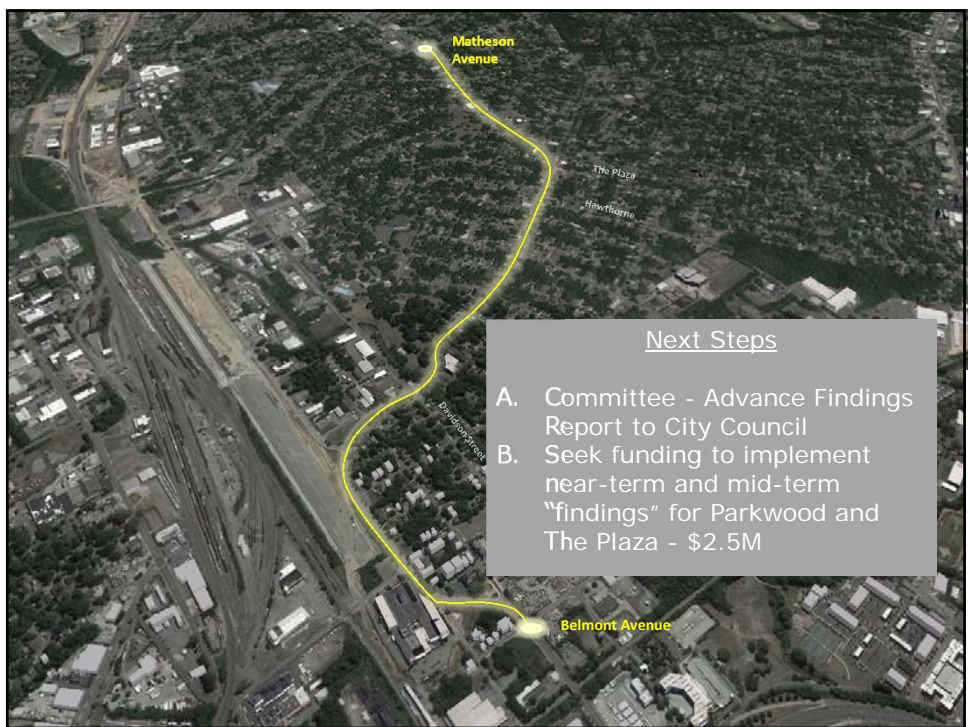 Matheson
Avenue
The Plaza
Hawthorne
Next Steps
A. Committee - Advance Findings
Report to City Council
B. Seek funding to implement
near-term and mid-term
“findings” for Parkwood and
The Plaza - $2.5M
Davidson Street
Belmont Avenue